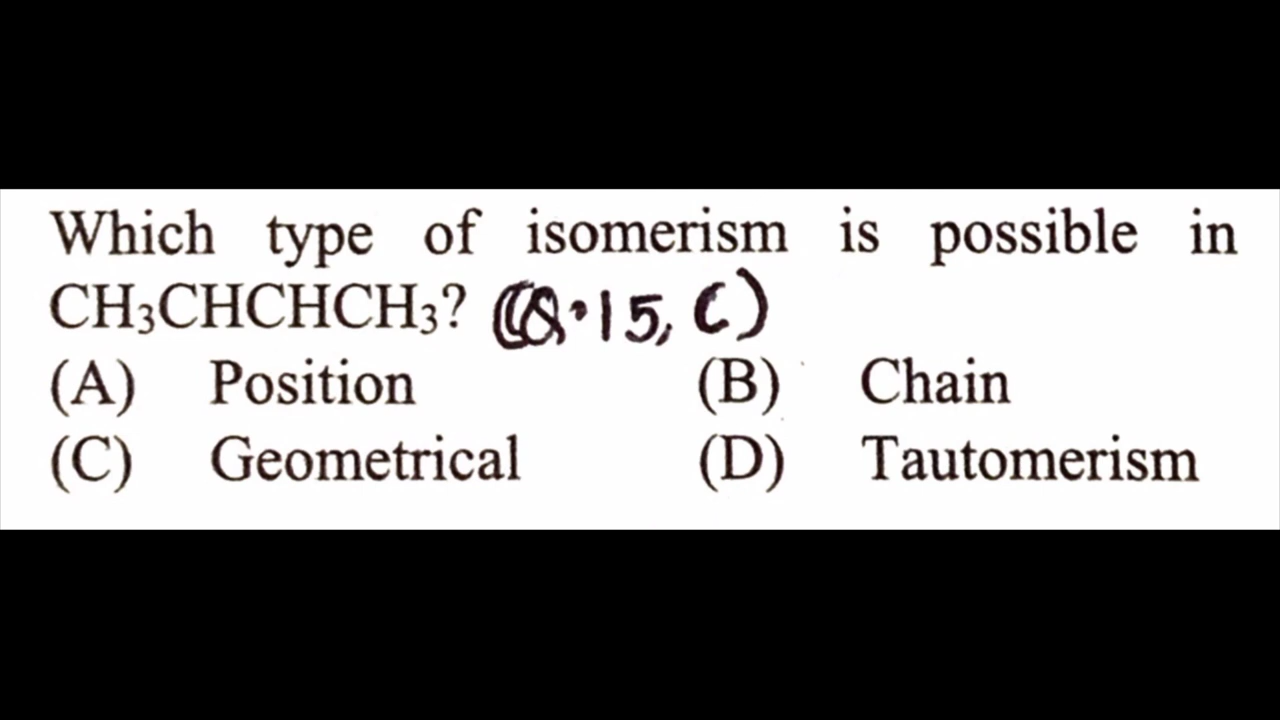 Which type of isomerism is possible in
CH₃CHCHCH₃? (Q.15, C)
(A) Position (B) Chain
(C) Geometrical (D) Tautomerism